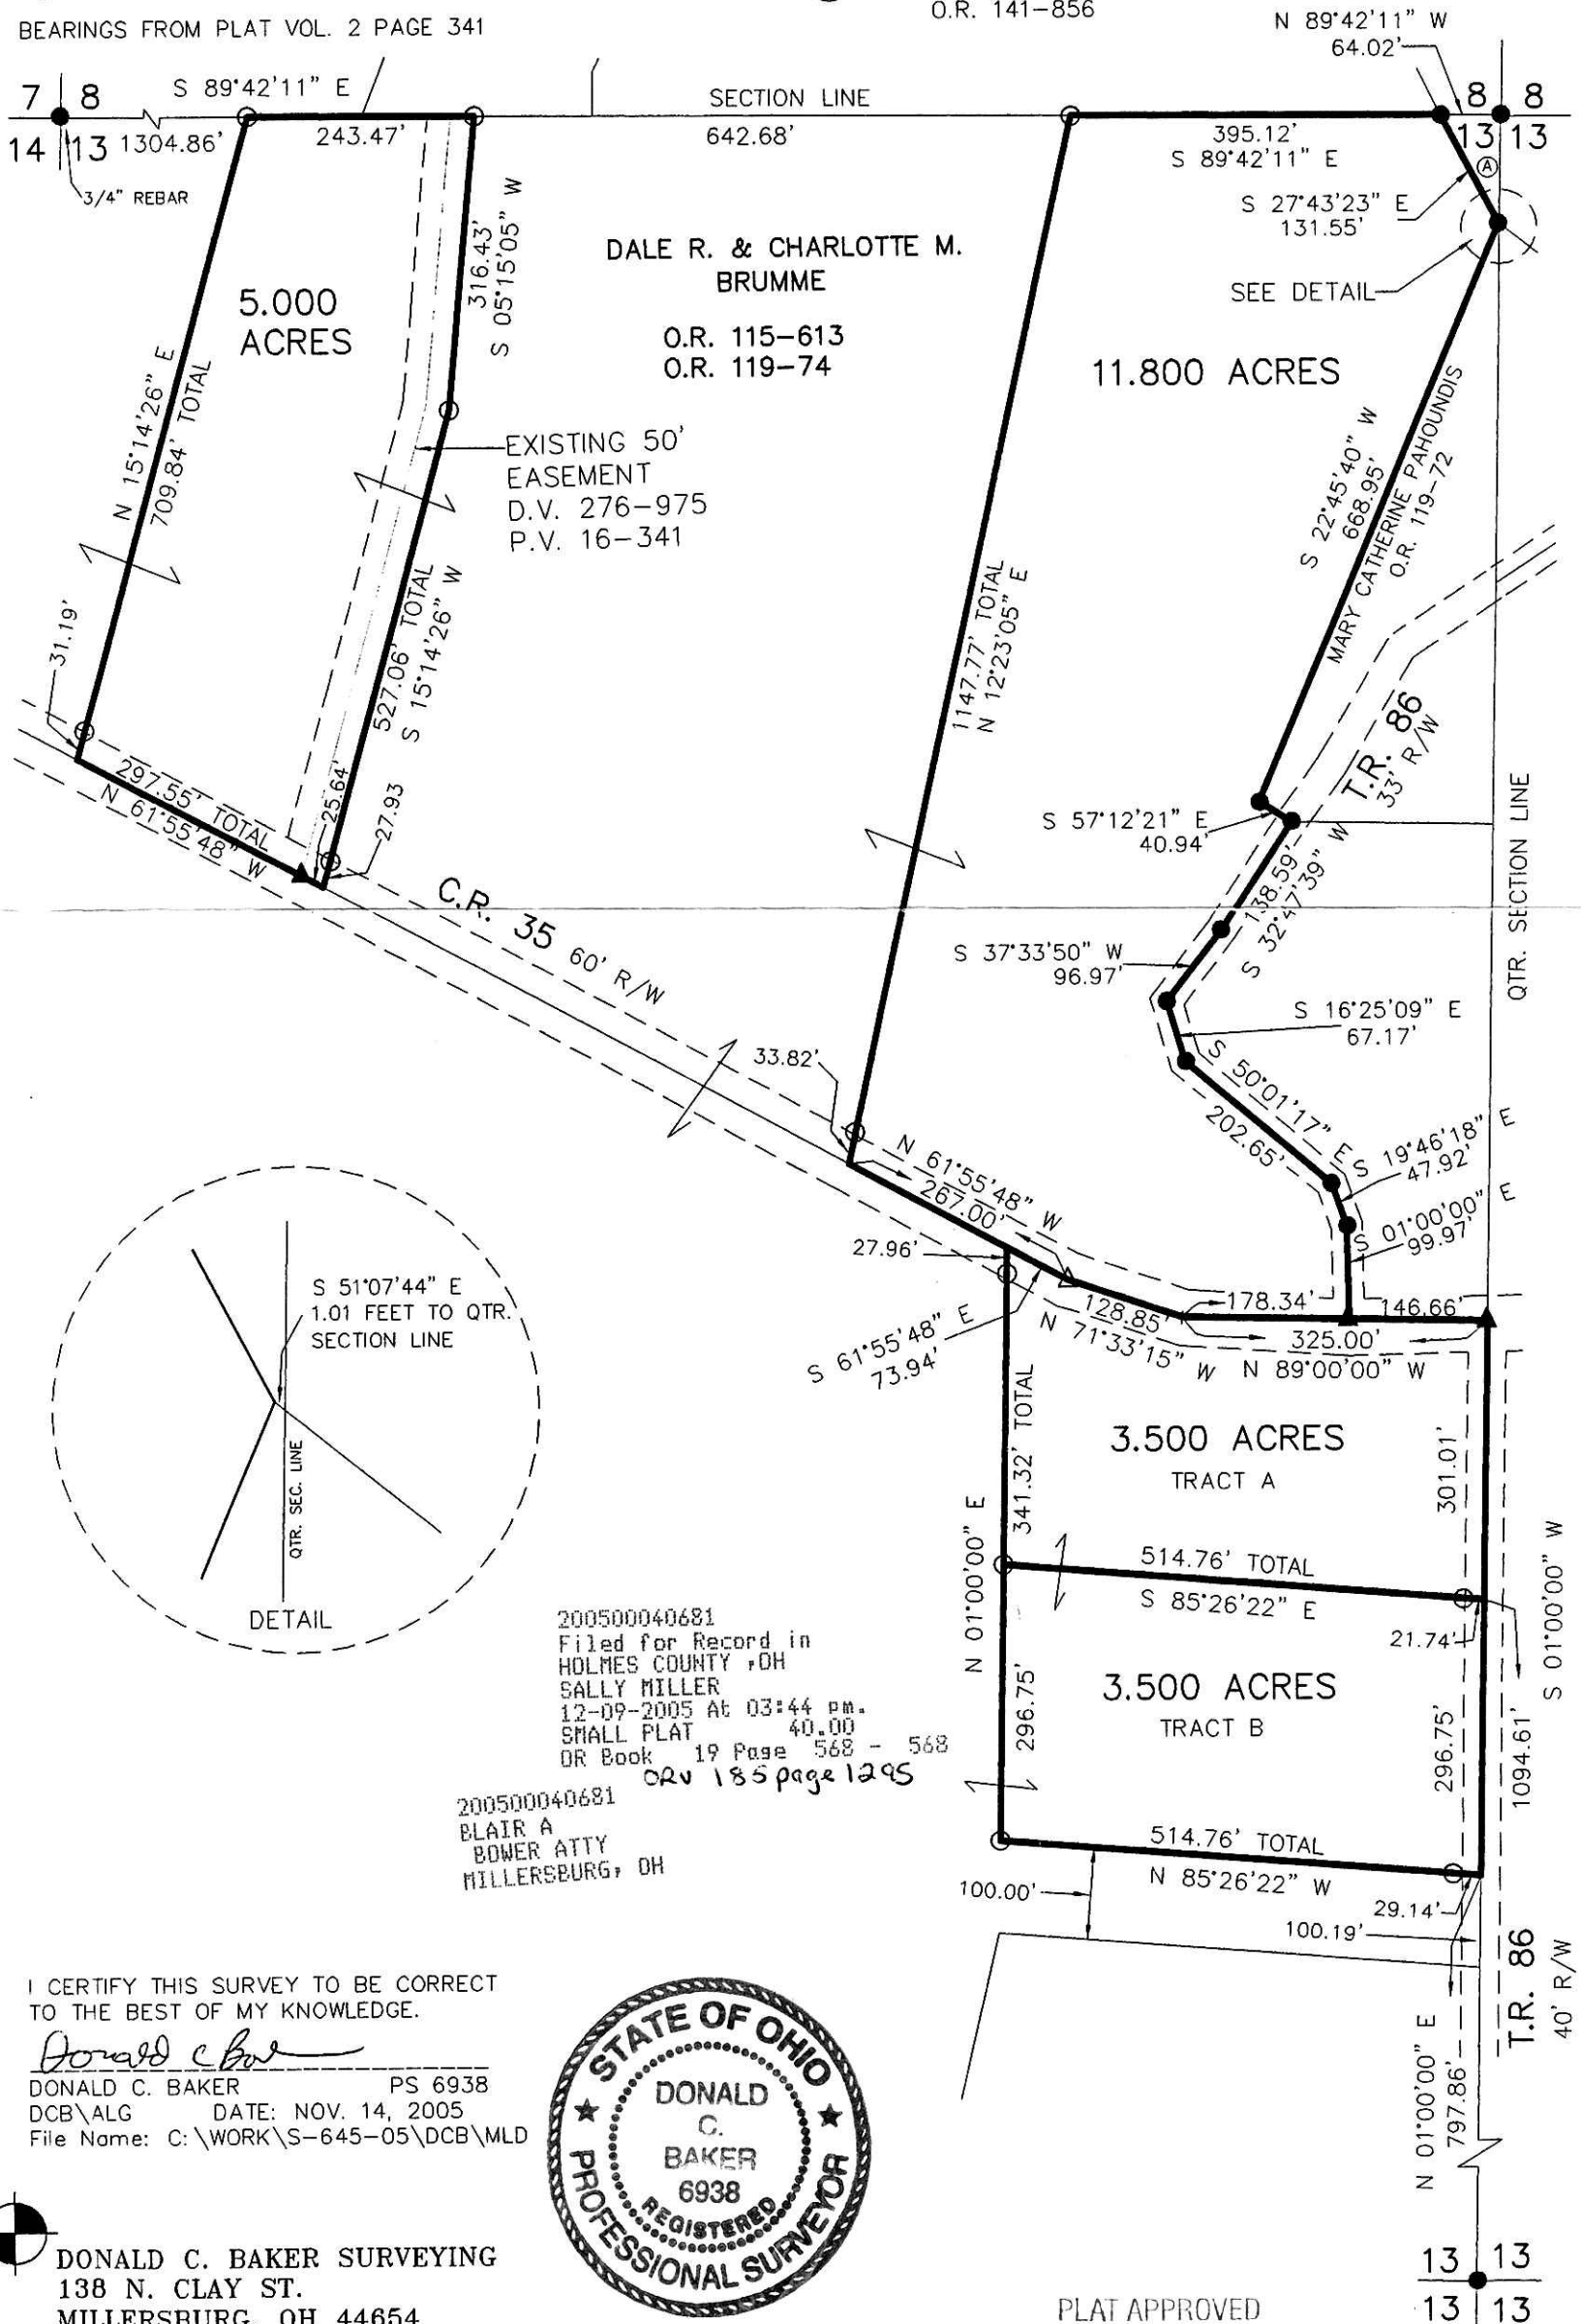 O.R. 141-856
BEARINGS FROM PLAT VOL. 2 PAGE 341
N 89°42'11" W
64.02'
7 | 8
14 | 13
S 89°42'11" E
1304.86'
243.47'
3/4" REBAR
SECTION LINE
642.68'
395.12'
S 89°42'11" E
8 | 8
13 | 13
A
S 27°43'23" E
131.55'
SEE DETAIL
316.43'
S 05°15'05" W
DALE R. & CHARLOTTE M.
BRUMME
O.R. 115-613
O.R. 119-74
5.000
ACRES
11.800 ACRES
N 15°14'26" E
709.84' TOTAL
EXISTING 50'
EASEMENT
D.V. 276-975
P.V. 16-341
S 22°45'40" W
668.95'
MARY CATHERINE PAHOUNDIS
O.R. 119-72
527.06' TOTAL
S 15°14'26" W
1147.77' TOTAL
N 12°23'05" E
31.19'
297.55' TOTAL
N 61°55'48" W
25.64'
27.93
T.R. 86
33' R/W
S 57°12'21" E
40.94'
QTR. SECTION LINE
138.59'
S 32°47'39" W
C.R. 35 60' R/W
S 37°33'50" W
96.97'
S 16°25'09" E
67.17'
33.82'
S 50°01'17" E
202.65'
S 19°46'18" E
47.92'
S 01°00'00" E
99.97'
N 61°55'48" W
267.00'
27.96'
S 61°55'48" E
73.94'
128.85'
N 71°33'15" W
178.34'
146.66'
325.00'
N 89°00'00" W
S 51°07'44" E
1.01 FEET TO QTR.
SECTION LINE
QTR. SEC. LINE
DETAIL
341.32' TOTAL
N 01°00'00" E
3.500 ACRES
TRACT A
301.01'
514.76' TOTAL
S 85°26'22" E
21.74'
S 01°00'00" W
1094.61'
3.500 ACRES
TRACT B
296.75'
296.75'
514.76' TOTAL
N 85°26'22" W
29.14'
100.00'
100.19'
200500040681
Filed for Record in
HOLMES COUNTY ,OH
SALLY MILLER
12-09-2005 At 03:44 pm.
SMALL PLAT 40.00
OR Book 19 Page 568 - 568
ORV 185 page 1295
200500040681
BLAIR A
BOWER ATTY
MILLERSBURG, OH
T.R. 86
40' R/W
N 01°00'00" E
797.86'
I CERTIFY THIS SURVEY TO BE CORRECT
TO THE BEST OF MY KNOWLEDGE.
Donald C Baker
DONALD C. BAKER PS 6938
DCB\ALG DATE: NOV. 14, 2005
File Name: C:\WORK\S-645-05\DCB\MLD
STATE OF OHIO
DONALD
C.
BAKER
6938
REGISTERED
PROFESSIONAL SURVEYOR
DONALD C. BAKER SURVEYING
138 N. CLAY ST.
MILLERSBURG, OH 44654
PLAT APPROVED
13 | 13
13 | 13